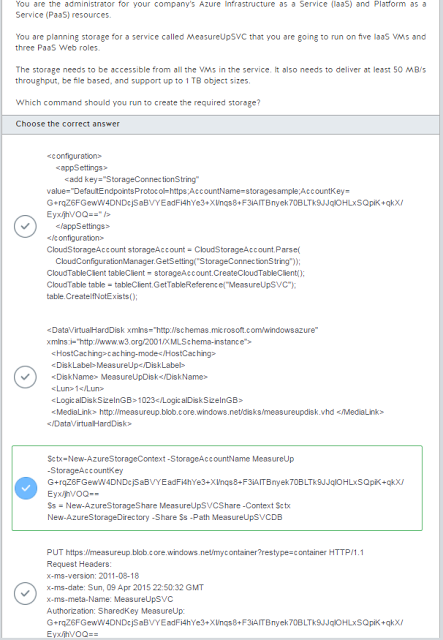 You are the administrator for your company's Azure Infrastructure as a Service (IaaS) and Platform as a
Service (PaaS) resources.
You are planning storage for a service called MeasureUpSVC that you are going to run on five IaaS VMs and
three PaaS Web roles.
The storage needs to be accessible from all the VMs in the service. It also needs to deliver at least 50 MB/s
throughput, be file based, and support up to 1 TB object sizes.
Which command should you run to create the required storage?
Choose the correct answer
<configuration>
<appSettings>
<add key="StorageConnectionString"
value="DefaultEndpointsProtocol=https;AccountName=storagesample;AccountKey=
G+rqZ6FGewW4DNDcjSaBVYEadFi4hYe3+XI/nqs8+F3iAITBnyek70BLTk9JJqIOHLxSQpiK+qkX/
Eyx/jhVOQ==" />
</appSettings>
</configuration>
CloudStorageAccount storageAccount = CloudStorageAccount.Parse(
CloudConfigurationManager.GetSetting("StorageConnectionString"));
CloudTableClient tableClient = storageAccount.CreateCloudTableClient();
CloudTable table = tableClient.GetTableReference("MeasureUpSVC");
table.CreateIfNotExists();
<DataVirtualHardDisk xmlns="http://schemas.microsoft.com/windowsazure"
xmlns:i="http://www.w3.org/2001/XMLSchema-instance">
<HostCaching>caching-mode</HostCaching>
<DiskLabel>MeasureUp</DiskLabel>
<DiskName> MeasureUpDisk</DiskName>
<Lun>1</Lun>
<LogicalDiskSizeInGB>1023</LogicalDiskSizeInGB>
<MediaLink> http://measureup.blob.core.windows.net/disks/measureupdisk.vhd </MediaLink>
</DataVirtualHardDisk>
$ctx=New-AzureStorageContext -StorageAccountName MeasureUp
-StorageAccountKey
G+rqZ6FGewW4DNDcjSaBVYEadFi4hYe3+XI/nqs8+F3iAITBnyek70BLTk9JJqIOHLxSQpiK+qkX/
Eyx/jhVOQ==
$s = New-AzureStorageShare MeasureUpSVCShare -Context $ctx
New-AzureStorageDirectory -Share $s -Path MeasureUpSVCDB
PUT https://measureup.blob.core.windows.net/mycontainer?restype=container HTTP/1.1
Request Headers:
x-ms-version: 2011-08-18
x-ms-date: Sun, 09 Apr 2015 22:50:32 GMT
x-ms-meta-Name: MeasureUpSVC
Authorization: SharedKey MeasureUp:
G+rqZ6FGewW4DNDcjSaBVYEadFi4hYe3+XI/nqs8+F3iAITBnyek70BLTk9JJqIOHLxSQpiK+qkX/
Eyx/jhVOQ==